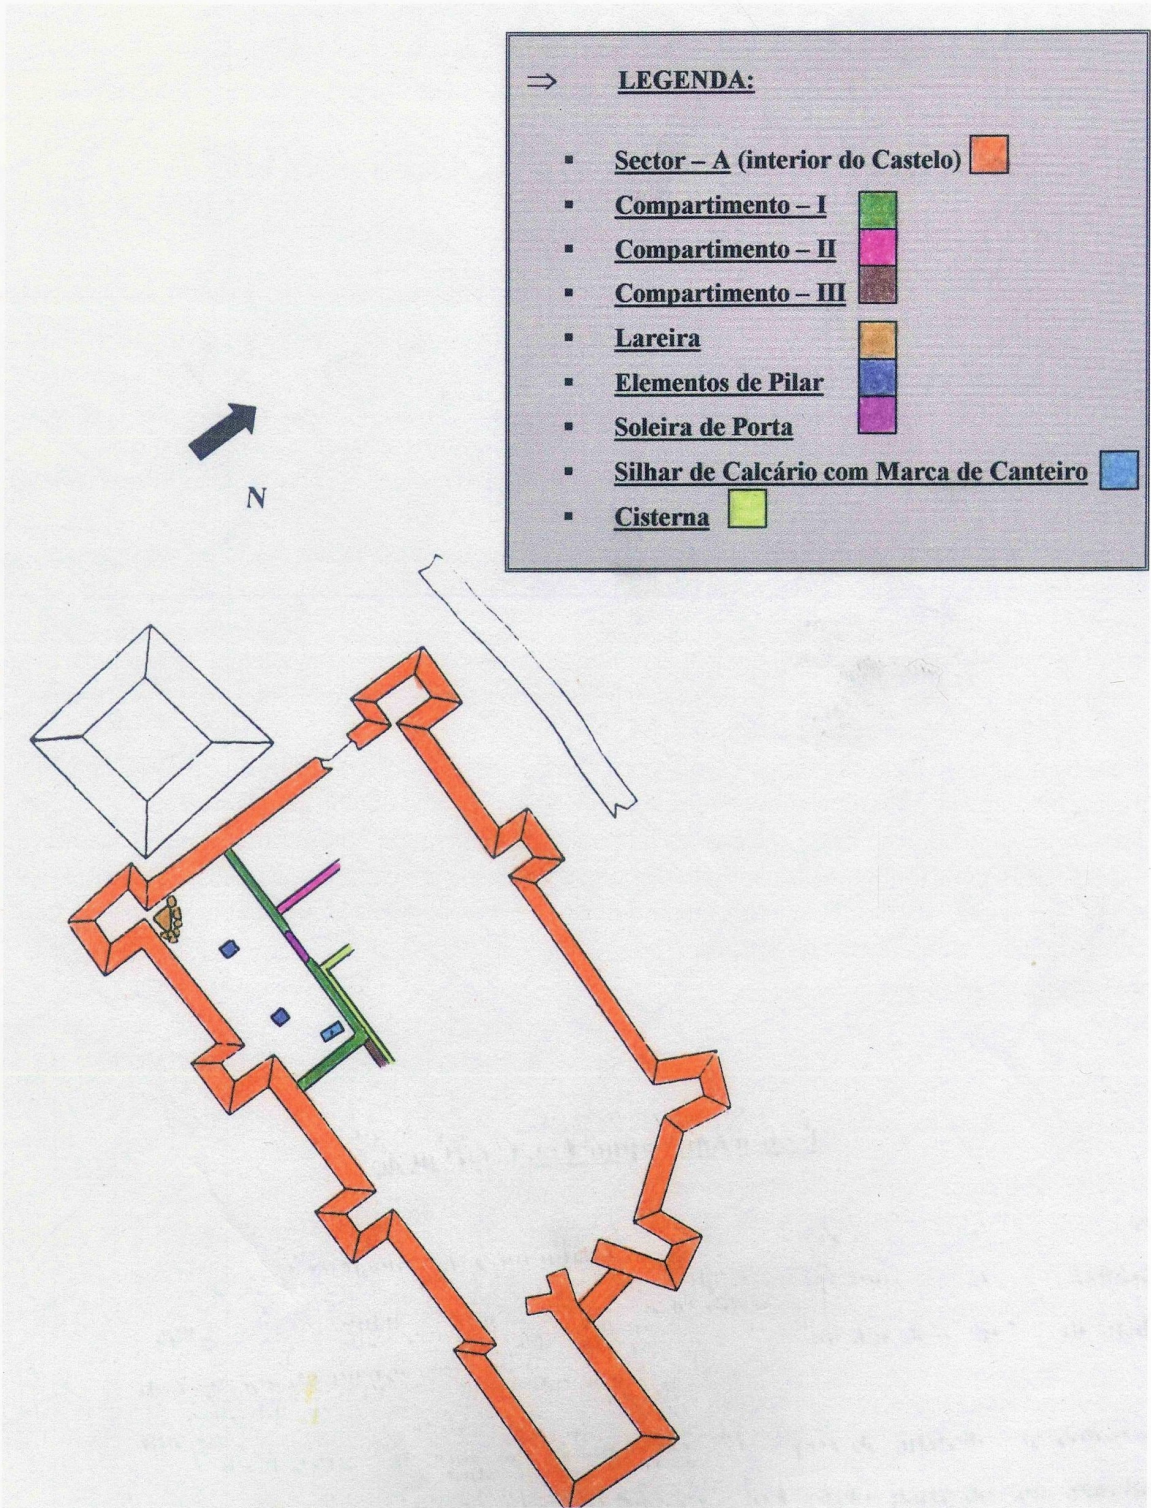 ⇒ LEGENDA:
▪ Sector – A (interior do Castelo)
▪ Compartimento – I
▪ Compartimento – II
▪ Compartimento – III
▪ Lareira
▪ Elementos de Pilar
▪ Soleira de Porta
▪ Silhar de Calcário com Marca de Canteiro
▪ Cisterna
N